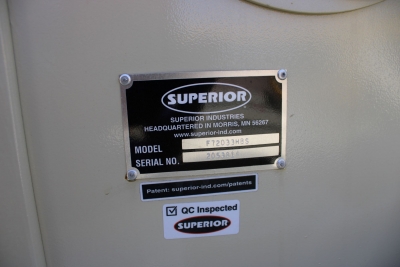 SUPERIOR
SUPERIOR INDUSTRIES
HEADQUARTERED IN MORRIS, MN 56267
www.superior-ind.com
MODEL
SERIAL NO.
Patent: superior-ind.com/patents
QC Inspected
SUPERIOR